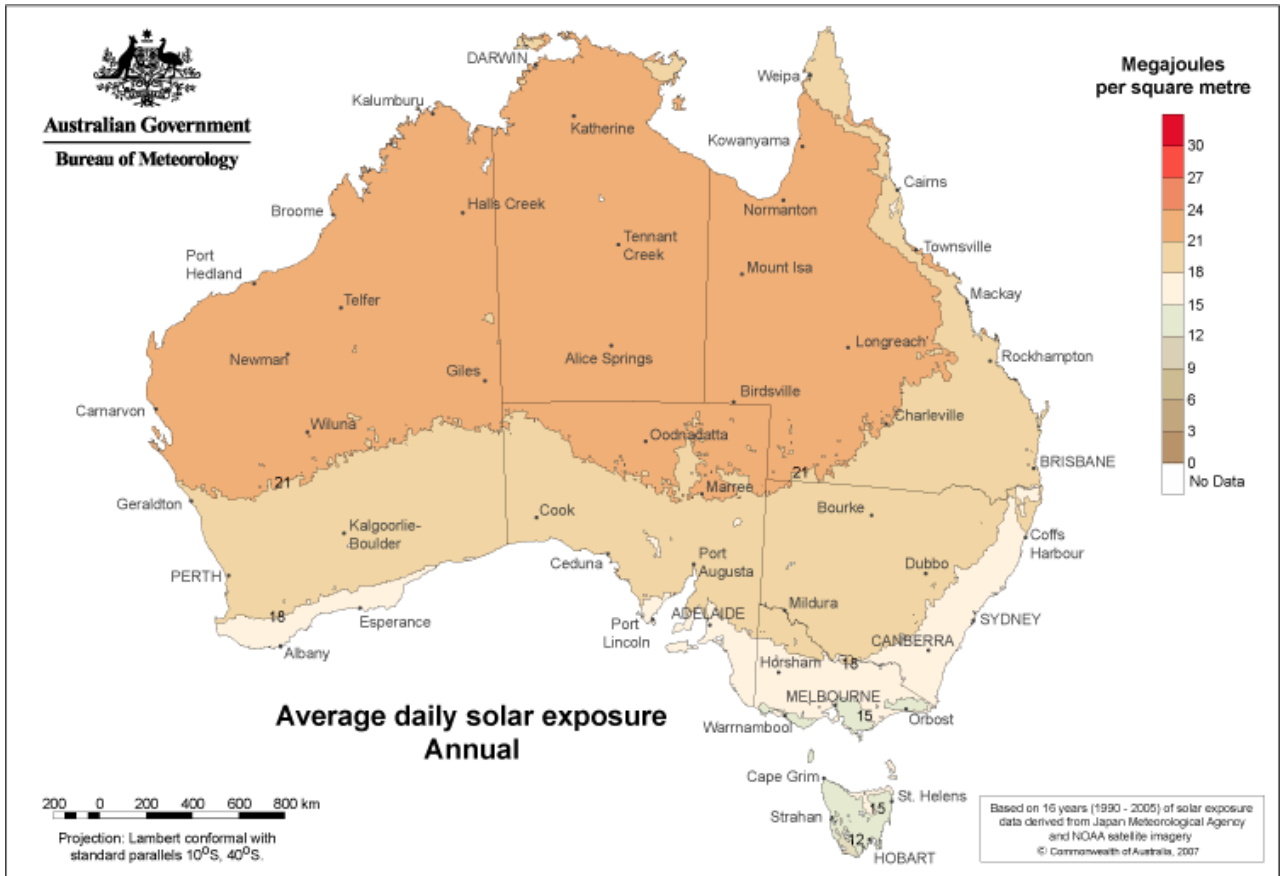 Australian Government
Bureau of Meteorology
DARWIN
Kalumburu
Katherine
Weipa
Kowanyama
Cairns
Broome
Halls Creek
Normanton
Tennant
Creek
Townsville
Port
Hedland
Mount Isa
Telfer
Mackay
Newman
Alice Springs
Longreach
Rockhampton
Giles
Birdsville
Carnarvon
Wiluna
Charleville
Oodnadatta
BRISBANE
21
21
Marree
Geraldton
Cook
Bourke
Kalgoorlie-
Boulder
Coffs
Harbour
Ceduna
Port
Augusta
Dubbo
PERTH
18
Esperance
Mildura
ADELAIDE
Port
Lincoln
SYDNEY
CANBERRA
Albany
18
Horsham
MELBOURNE
15
Orbost
Warrnambool
Cape Grim
St. Helens
15
Strahan
12
HOBART
Megajoules
per square metre
30
27
24
21
18
15
12
9
6
3
0
No Data
Average daily solar exposure
Annual
200 0 200 400 600 800 km
Projection: Lambert conformal with
standard parallels 10°S, 40°S.
Based on 16 years (1990 - 2005) of solar exposure
data derived from Japan Meteorological Agency
and NOAA satellite imagery
© Commonwealth of Australia, 2007